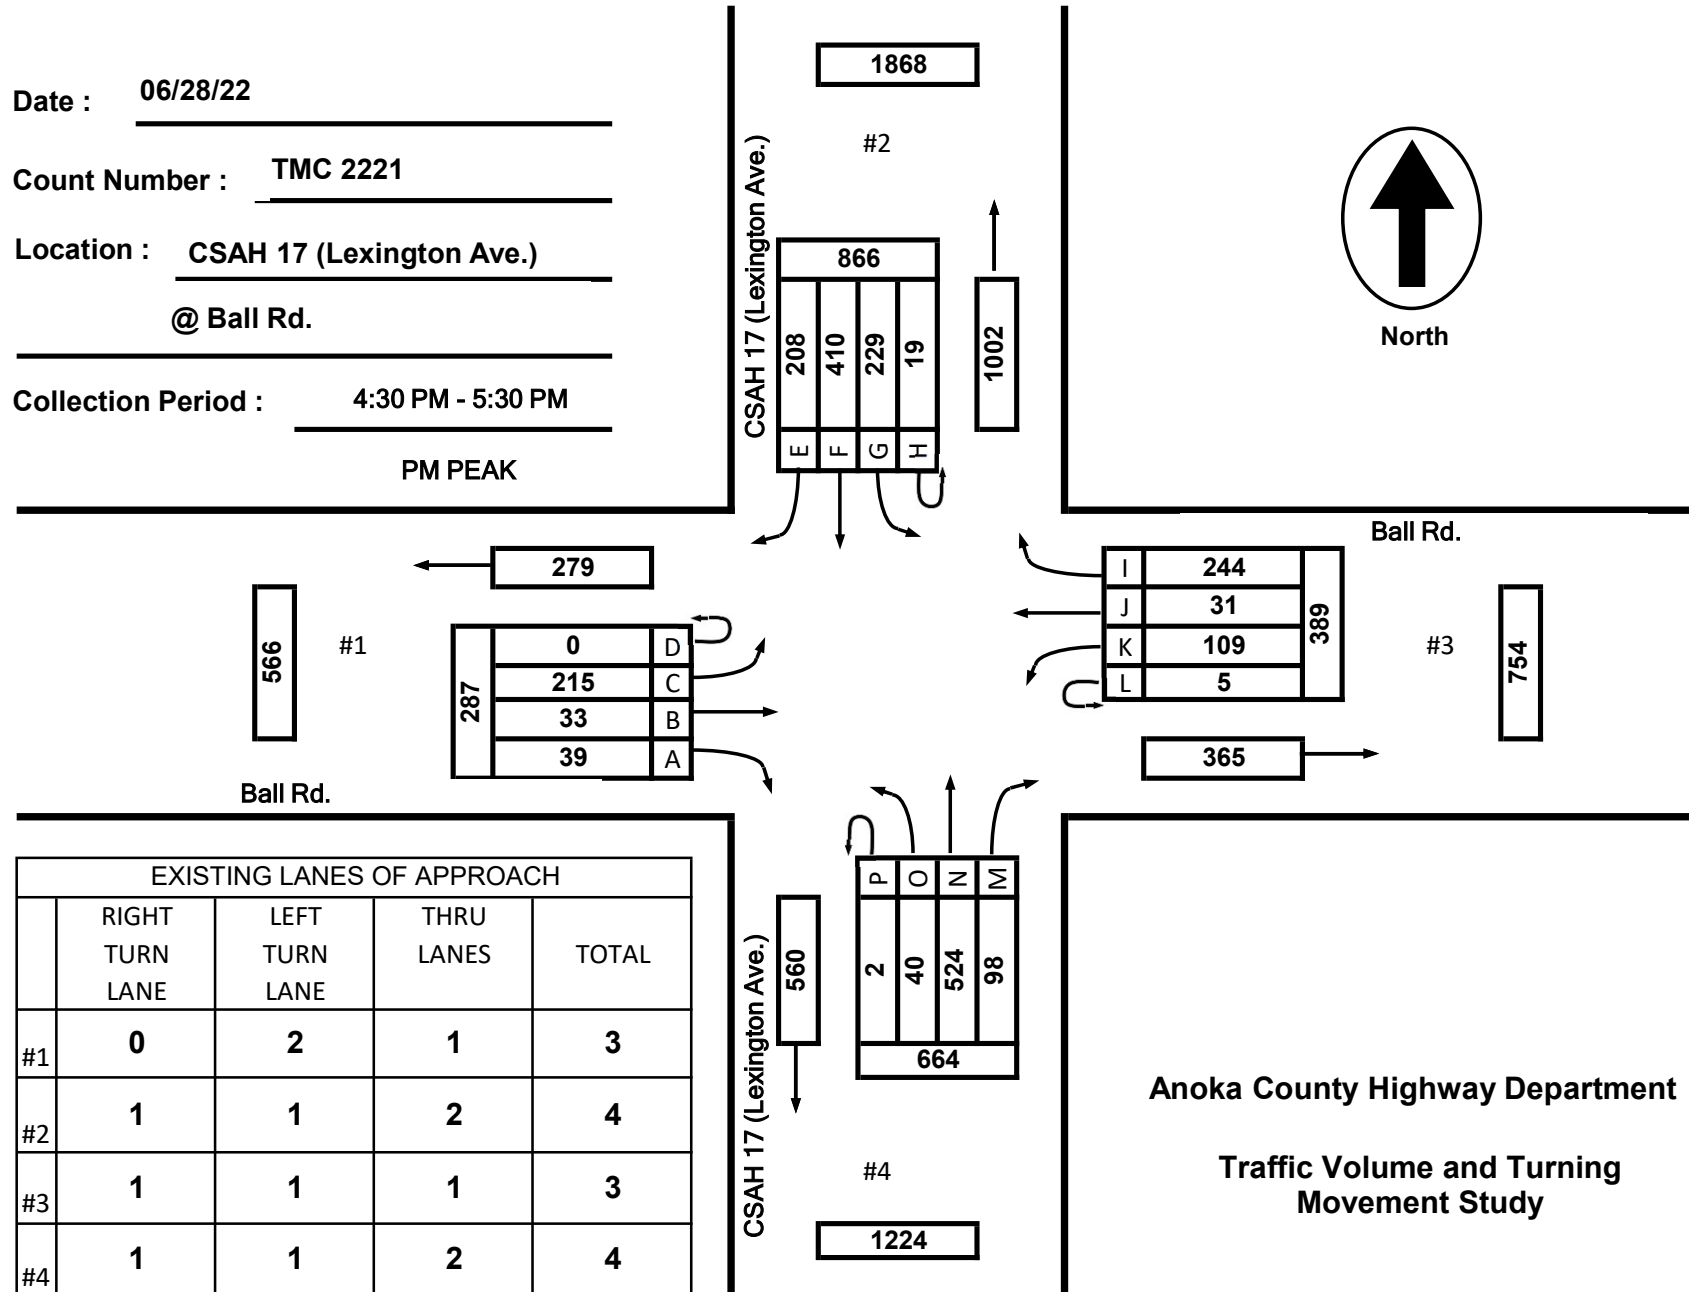 Date : 06/28/22
Count Number : TMC 2221
Location : CSAH 17 (Lexington Ave.)
@ Ball Rd.
Collection Period : 4:30 PM - 5:30 PM
PM PEAK
1868
#2
CSAH 17 (Lexington Ave.)
866
208 410 229 19
E F G H
1002
North
Ball Rd.
279
566
#1
287
0 D
215 C
33 B
39 A
Ball Rd.
I 244
J 31
K 109
L 5
389
#3
754
365
P O N M
2 40 524 98
664
560
CSAH 17 (Lexington Ave.)
#4
1224
EXISTING LANES OF APPROACH
RIGHT LEFT THRU
TURN TURN LANES TOTAL
LANE LANE
#1 0 2 1 3
#2 1 1 2 4
#3 1 1 1 3
#4 1 1 2 4
Anoka County Highway Department
Traffic Volume and Turning
Movement Study